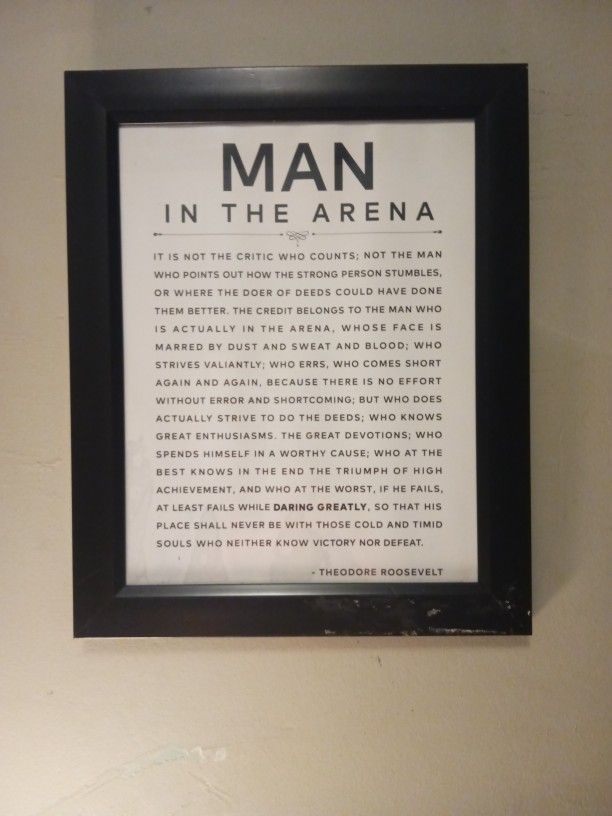 MAN
IN THE ARENA
IT IS NOT THE CRITIC WHO COUNTS; NOT THE MAN
WHO POINTS OUT HOW THE STRONG PERSON STUMBLES,
OR WHERE THE DOER OF DEEDS COULD HAVE DONE
THEM BETTER. THE CREDIT BELONGS TO THE MAN WHO
IS ACTUALLY IN THE ARENA, WHOSE FACE IS
MARRED BY DUST AND SWEAT AND BLOOD; WHO
STRIVES VALIANTLY; WHO ERRS, WHO COMES SHORT
AGAIN AND AGAIN, BECAUSE THERE IS NO EFFORT
WITHOUT ERROR AND SHORTCOMING; BUT WHO DOES
ACTUALLY STRIVE TO DO THE DEEDS; WHO KNOWS
GREAT ENTHUSIASMS. THE GREAT DEVOTIONS; WHO
SPENDS HIMSELF IN A WORTHY CAUSE; WHO AT THE
BEST KNOWS IN THE END THE TRIUMPH OF HIGH
ACHIEVEMENT, AND WHO AT THE WORST, IF HE FAILS,
AT LEAST FAILS WHILE DARING GREATLY, SO THAT HIS
PLACE SHALL NEVER BE WITH THOSE COLD AND TIMID
SOULS WHO NEITHER KNOW VICTORY NOR DEFEAT.
- THEODORE ROOSEVELT